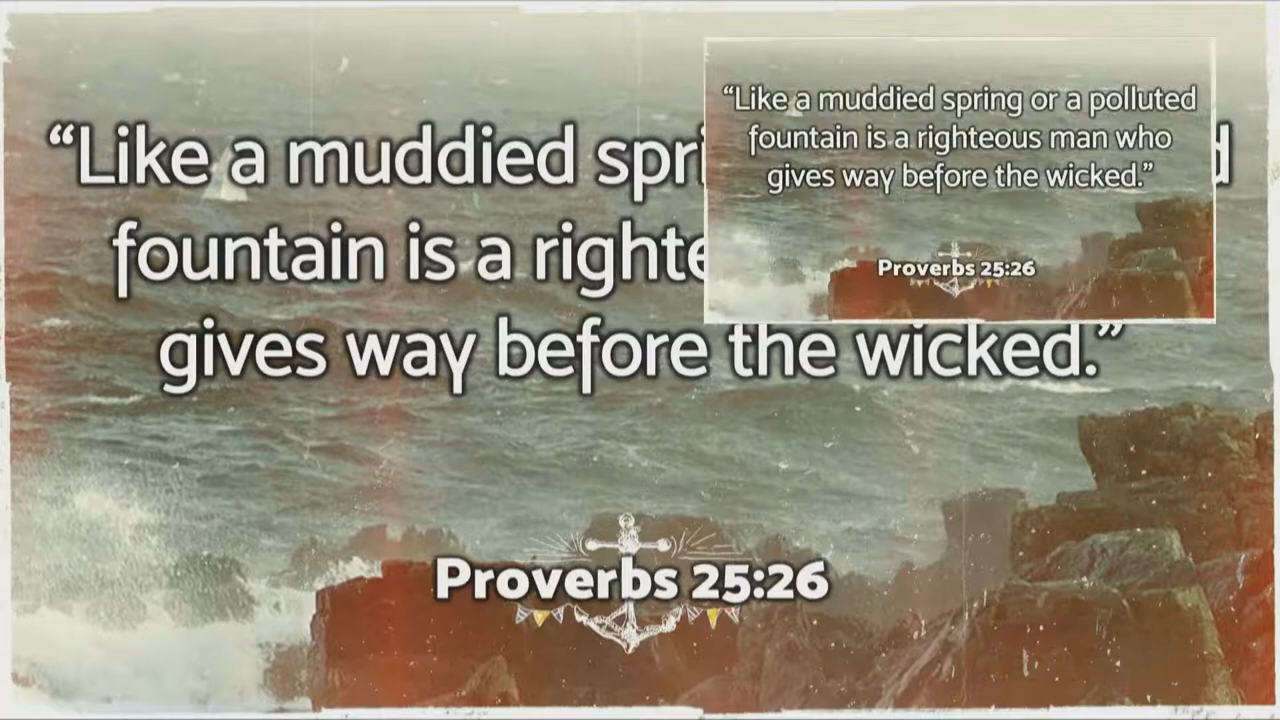 “Like a muddied spri
d
fountain is a righte
gives way before the wicked.”
Proverbs 25:26
“Like a muddied spring or a polluted
fountain is a righteous man who
gives way before the wicked.”
Proverbs 25:26